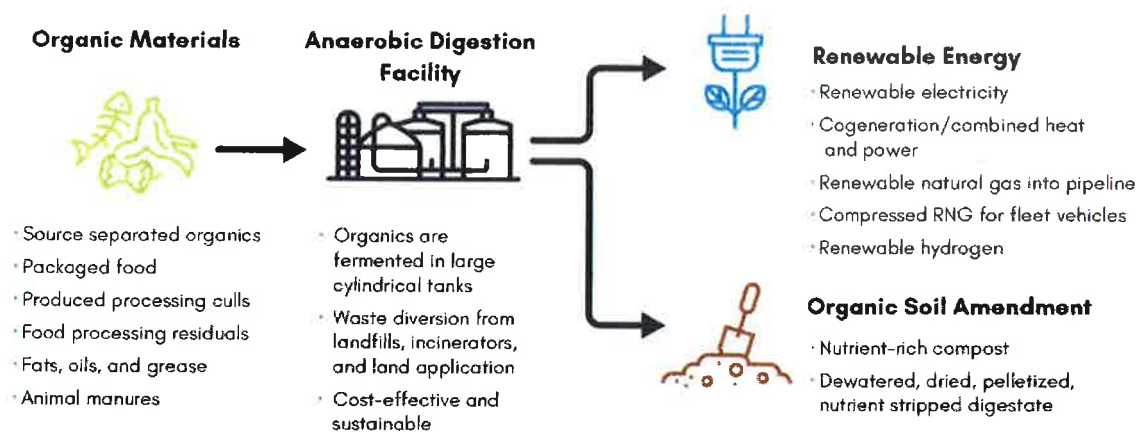 Organic Materials
· Source separated organics
· Packaged food
· Produced processing culls
· Food processing residuals
· Fats, oils, and grease
· Animal manures
Anaerobic Digestion
Facility
· Organics are
fermented in large
cylindrical tanks
· Waste diversion from
landfills, incinerators,
and land application
· Cost-effective and
sustainable
Renewable Energy
· Renewable electricity
· Cogeneration/combined heat
and power
· Renewable natural gas into pipeline
· Compressed RNG for fleet vehicles
· Renewable hydrogen
Organic Soil Amendment
· Nutrient-rich compost
· Dewatered, dried, pelletized,
nutrient stripped digestate